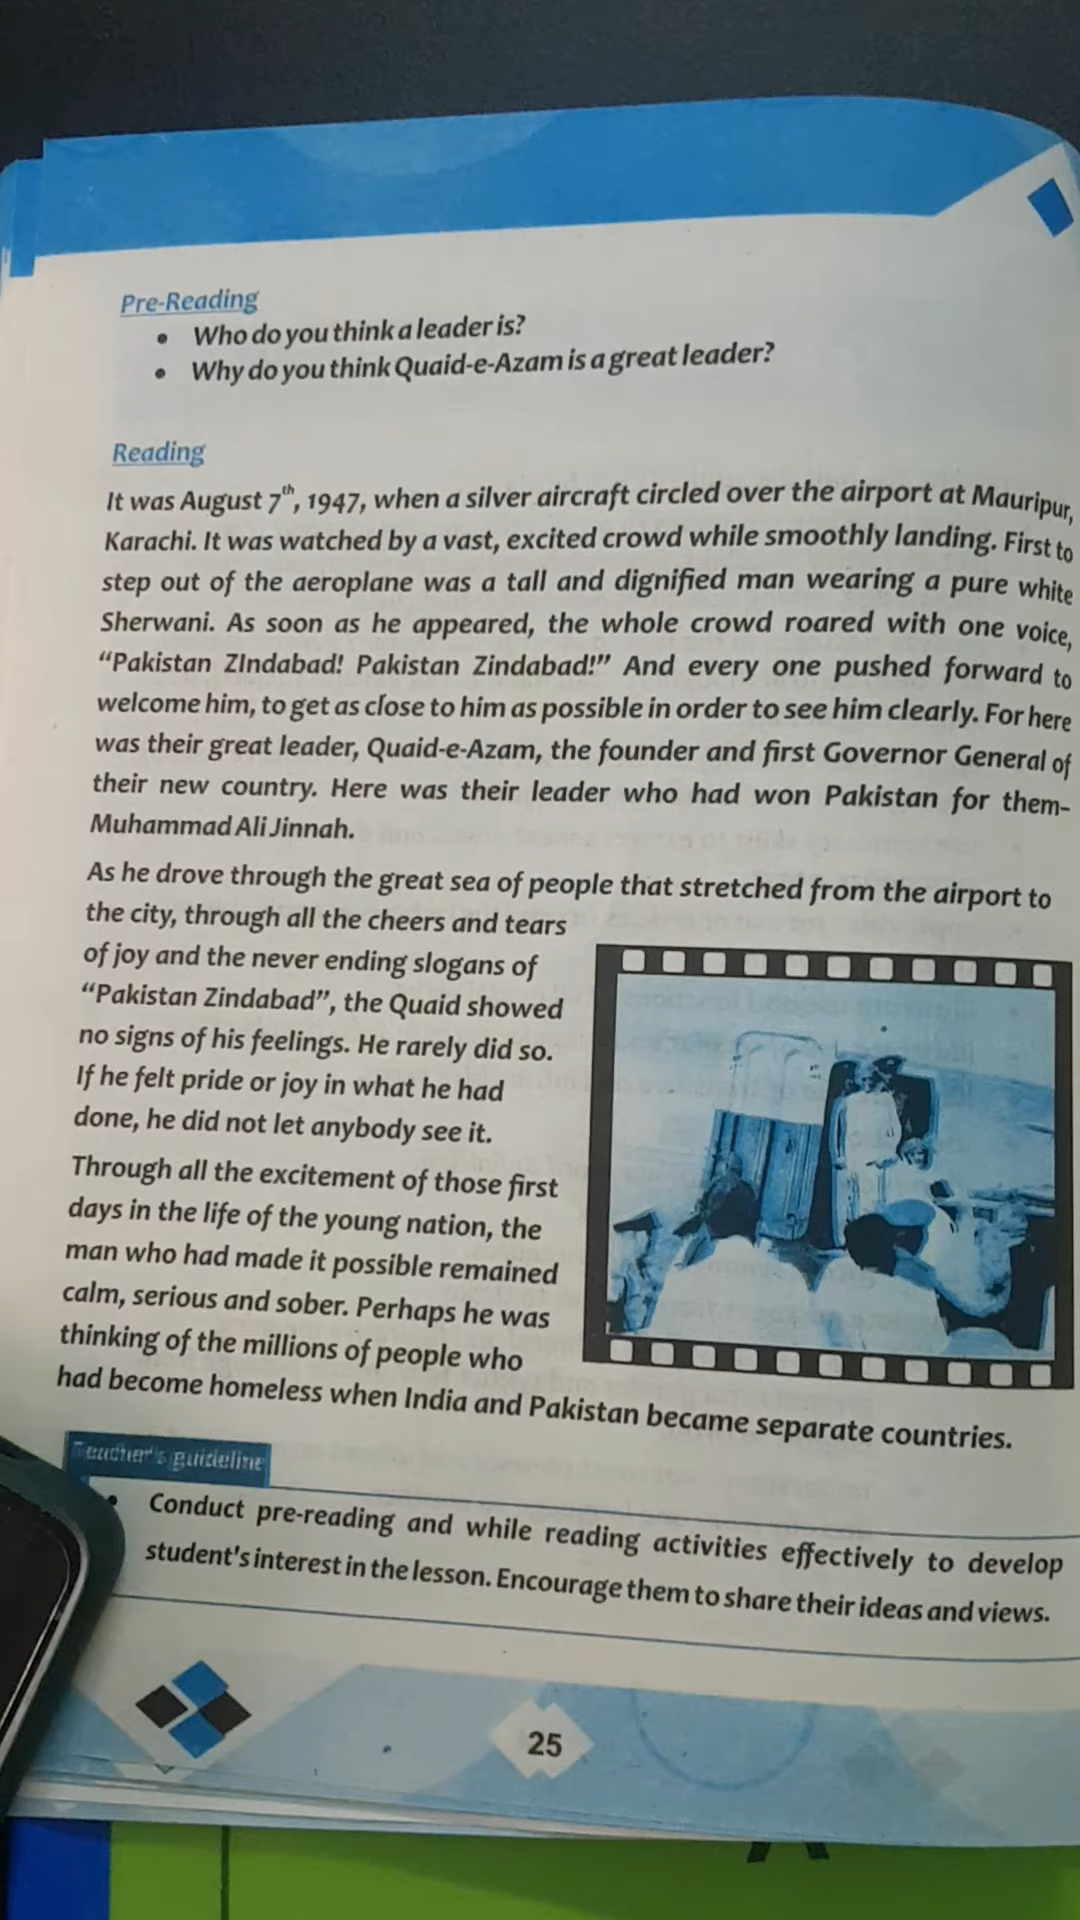 Pre-Reading
• Who do you think a leader is?
• Why do you think Quaid-e-Azam is a great leader?
Reading
It was August 7th, 1947, when a silver aircraft circled over the airport at Mauripur,
Karachi. It was watched by a vast, excited crowd while smoothly landing. First to
step out of the aeroplane was a tall and dignified man wearing a pure white
Sherwani. As soon as he appeared, the whole crowd roared with one voice,
“Pakistan ZIndabad! Pakistan Zindabad!” And every one pushed forward to
welcome him, to get as close to him as possible in order to see him clearly. For here
was their great leader, Quaid-e-Azam, the founder and first Governor General of
their new country. Here was their leader who had won Pakistan for them-
Muhammad Ali Jinnah.
As he drove through the great sea of people that stretched from the airport to
the city, through all the cheers and tears
of joy and the never ending slogans of
“Pakistan Zindabad”, the Quaid showed
no signs of his feelings. He rarely did so.
If he felt pride or joy in what he had
done, he did not let anybody see it.
Through all the excitement of those first
days in the life of the young nation, the
man who had made it possible remained
calm, serious and sober. Perhaps he was
thinking of the millions of people who
had become homeless when India and Pakistan became separate countries.
Teacher's guideline
• Conduct pre-reading and while reading activities effectively to develop
student's interest in the lesson. Encourage them to share their ideas and views.
25